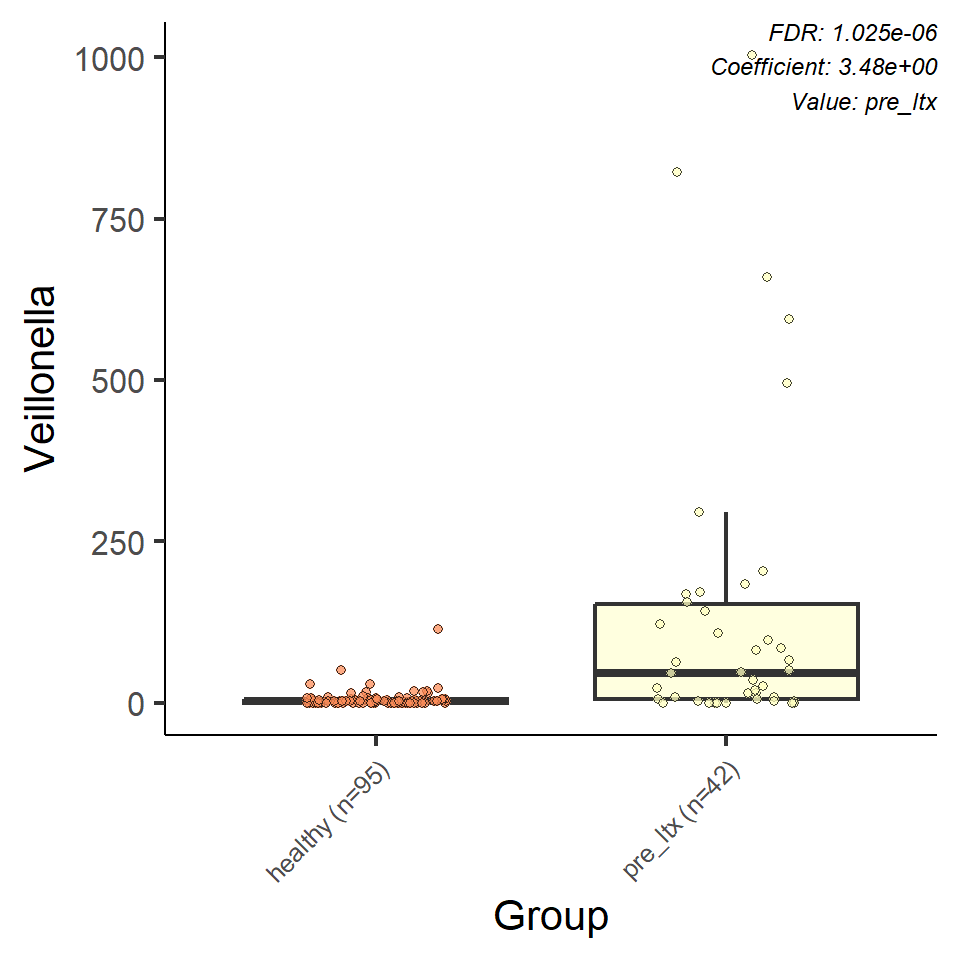 FDR: 1.025e-06
Coefficient: 3.48e+00
Value: pre_ltx
1000
750
500
250
0
Veillonella
healthy (n=95)
pre_ltx (n=42)
Group